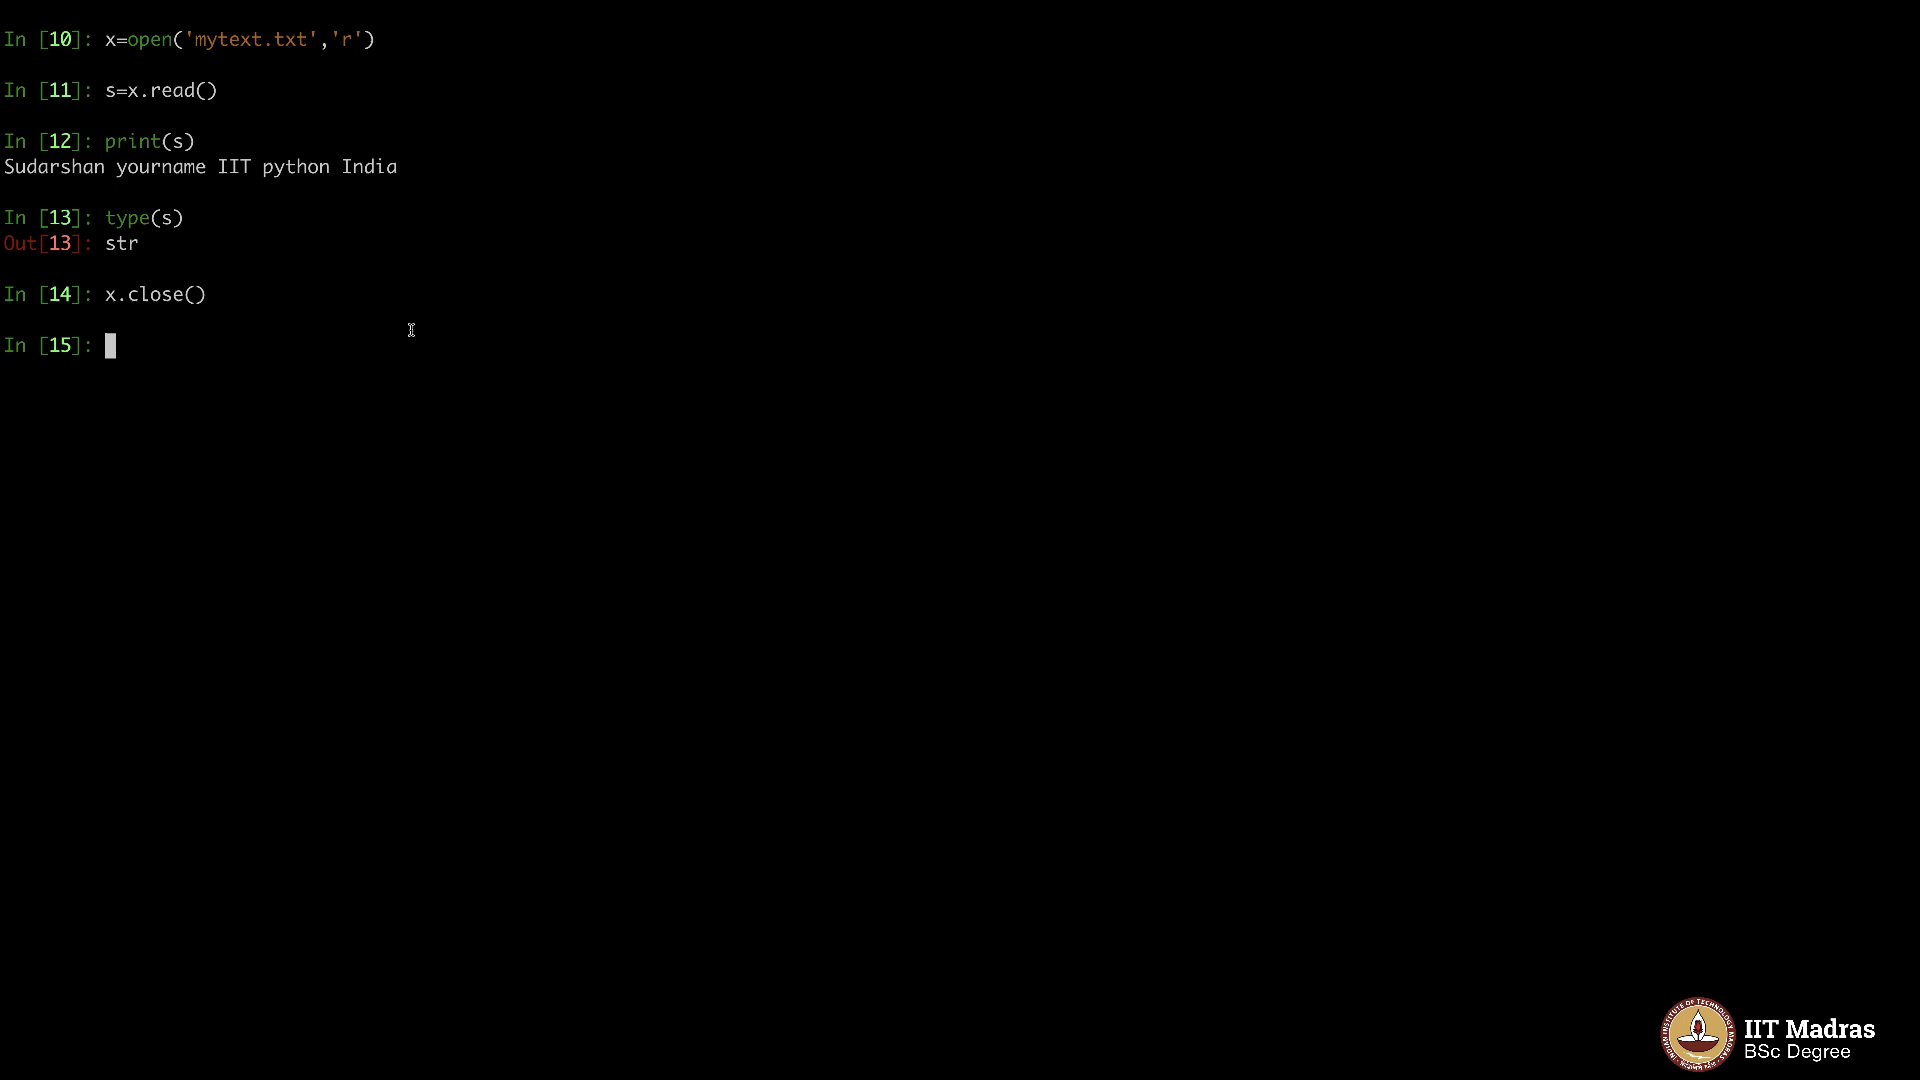 In [10]: x=open('mytext.txt','r')
In [11]: s=x.read()
In [12]: print(s)
Sudarshan yourname IIT python India
In [13]: type(s)
Out[13]: str
In [14]: x.close()
In [15]:
IIT Madras
BSc Degree